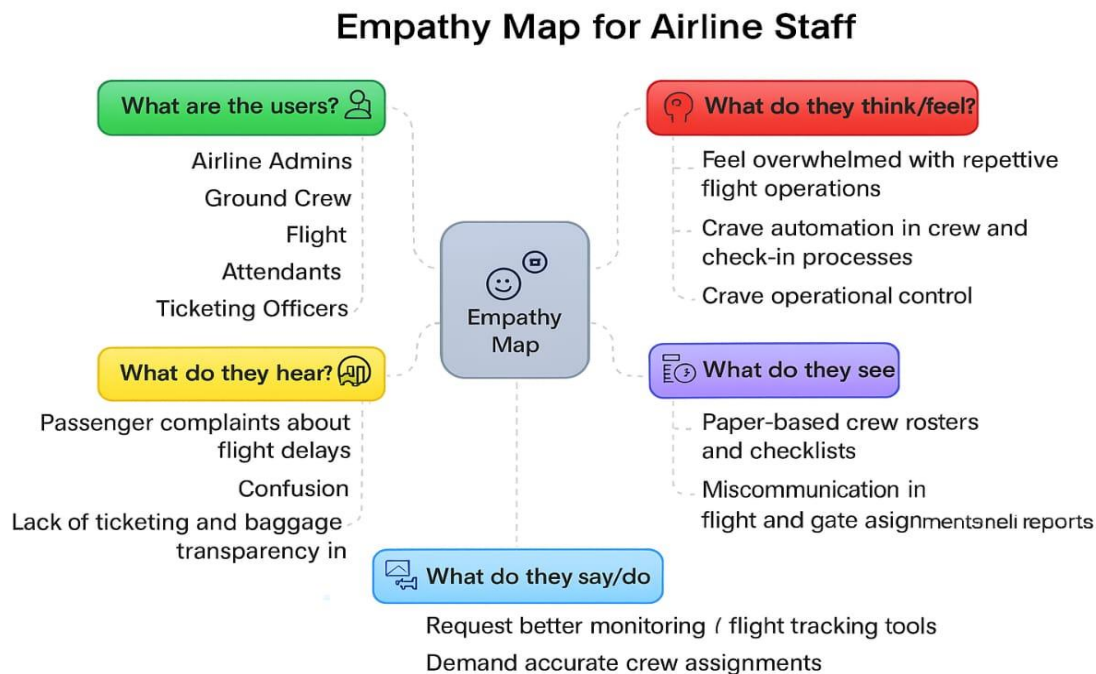 Empathy Map for Airline Staff
What are the users?
Airline Admins
Ground Crew
Flight
Attendants
Ticketing Officers
What do they hear?
Passenger complaints about
flight delays
Confusion
Lack of ticketing and baggage
transparency in
Empathy
Map
What do they think/feel?
Feel overwhelmed with repettive
flight operations
Crave automation in crew and
check-in processes
Crave operational control
What do they see
Paper-based crew rosters
and checklists
Miscommunication in
flight and gate asignmentsneli reports
What do they say/do
Request better monitoring / flight tracking tools
Demand accurate crew assignments